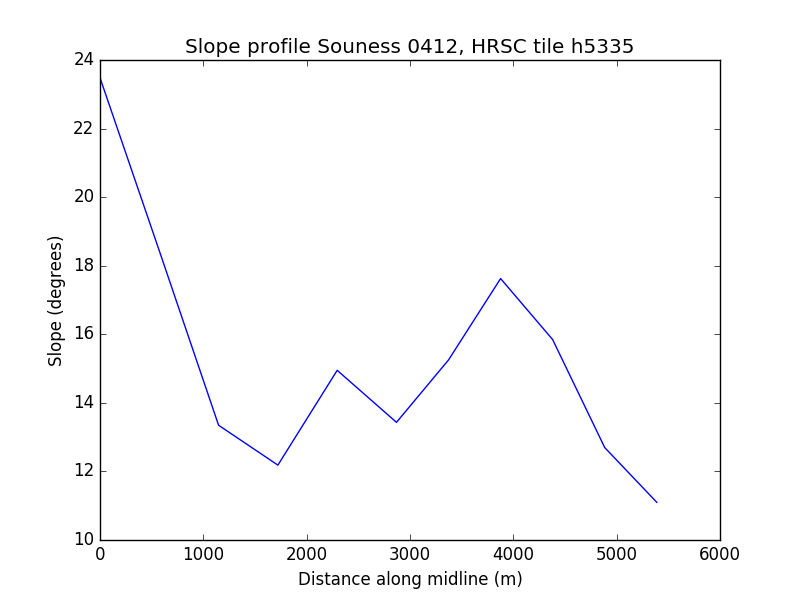 Slope profile Souness 0412, HRSC tile h5335
24
22
20
18
16
14
12
10
Slope (degrees)
0 1000 2000 3000 4000 5000 6000
Distance along midline (m)